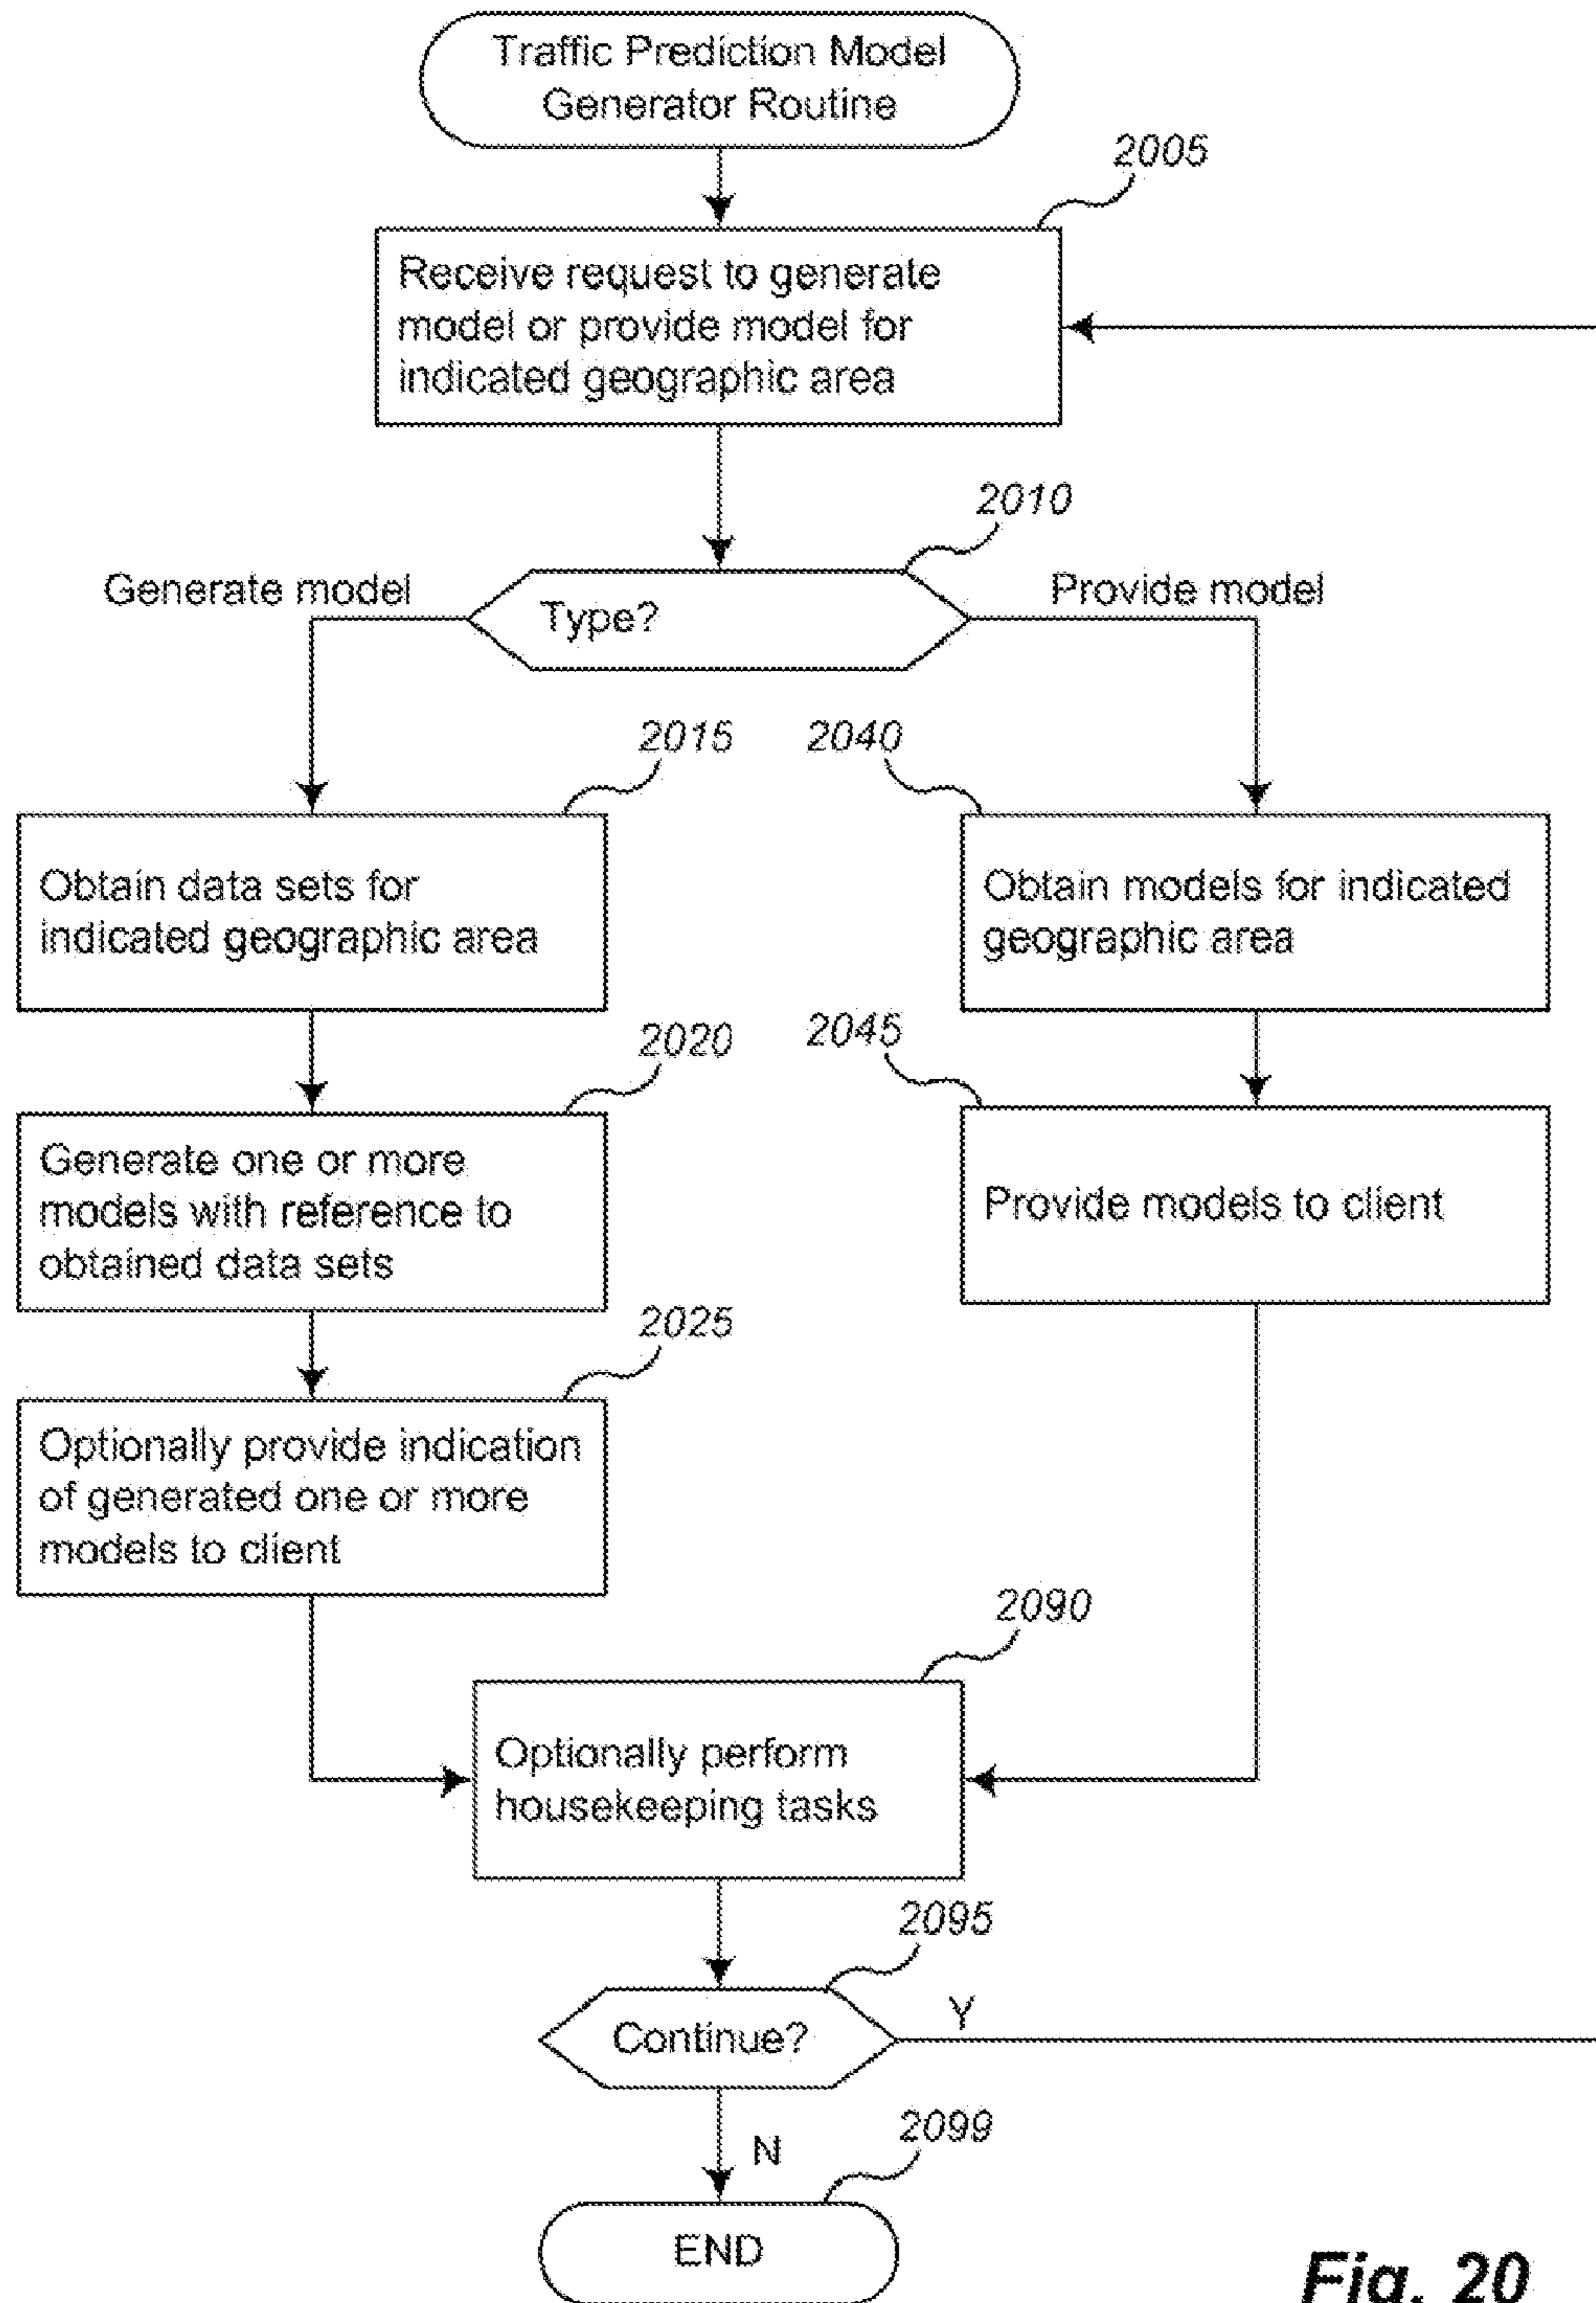 Traffic Prediction Model
Generator Routine
2005
Receive request to generate
model or provide model for
indicated geographic area
2010
Generate model
Type?
Provide model
2015
2040
Obtain data sets for
indicated geographic area
Obtain models for indicated
geographic area
2020
2045
Generate one or more
models with reference to
obtained data sets
Provide models to client
2025
Optionally provide indication
of generated one or more
models to client
2090
Optionally perform
housekeeping tasks
2095
Continue?
Y
N
2099
END
Fig. 20